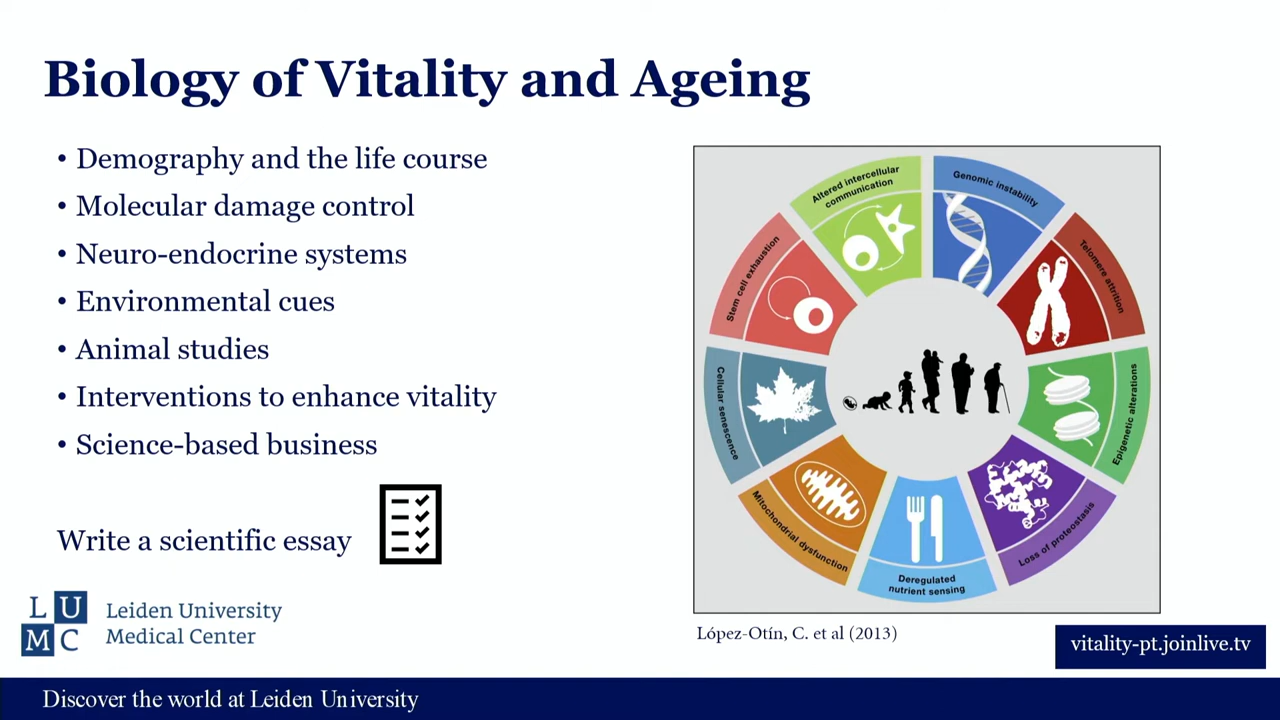 Biology of Vitality and Ageing
• Demography and the life course
• Molecular damage control
• Neuro-endocrine systems
• Environmental cues
• Animal studies
• Interventions to enhance vitality
• Science-based business
Write a scientific essay
Altered intercellular
communication
Genomic instability
Telomere attrition
Epigenetic alterations
Loss of proteostasis
Deregulated
nutrient sensing
Mitochondrial dysfunction
Cellular senescence
Stem cell exhaustion
López-Otín, C. et al (2013)
L U
M C
Leiden University
Medical Center
vitality-pt.joinlive.tv
Discover the world at Leiden University